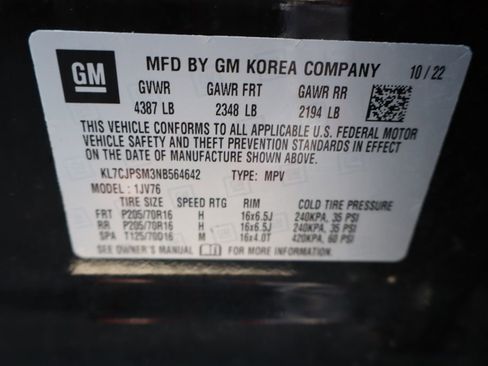 GM
MFD BY GM KOREA COMPANY 10/22
GVWR GAWR FRT GAWR RR
4387 LB 2348 LB 2194 LB
THIS VEHICLE CONFORMS TO ALL APPLICABLE U.S. FEDERAL MOTOR
VEHICLE SAFETY AND THEFT PREVENTION STANDARDS IN EFFECT
ON THE DATE OF MANUFACTURE SHOWN ABOVE.
KL7CJPSM3NB564642 TYPE: MPV
MODEL: 1JV76
TIRE SIZE SPEED RTG RIM COLD TIRE PRESSURE
FRT P205/70R16 H 16x6.5J 240KPA, 35 PSI
RR P205/70R16 H 16x6.5J 240KPA, 35 PSI
SPA T125/70D16 M 16x4.0T 420KPA, 60 PSI
SEE OWNER'S MANUAL FOR MORE INFORMATION